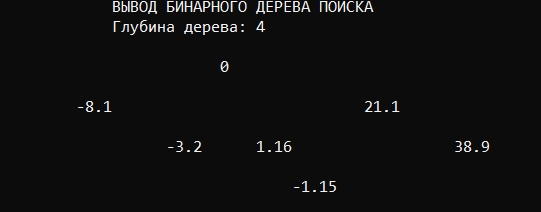 ВЫВОД БИНАРНОГО ДЕРЕВА ПОИСКА
Глубина дерева: 4
0
-8.1 21.1
-3.2 1.16 38.9
-1.15